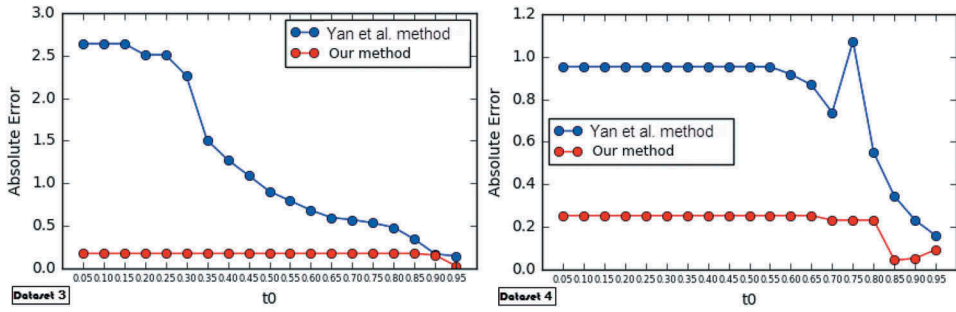 3.0
2.5
2.0
1.5
1.0
0.5
0.0
Absolute Error
Yan et al. method
Our method
0.05 0.10 0.15 0.20 0.25 0.30 0.35 0.40 0.45 0.50 0.55 0.60 0.65 0.70 0.75 0.80 0.85 0.90 0.95
Dataset 3
t0
1.2
1.0
0.8
0.6
0.4
0.2
0.0
Absolute Error
Yan et al. method
Our method
0.05 0.10 0.15 0.20 0.25 0.30 0.35 0.40 0.45 0.50 0.55 0.60 0.65 0.70 0.75 0.80 0.85 0.90 0.95
Dataset 4
t0